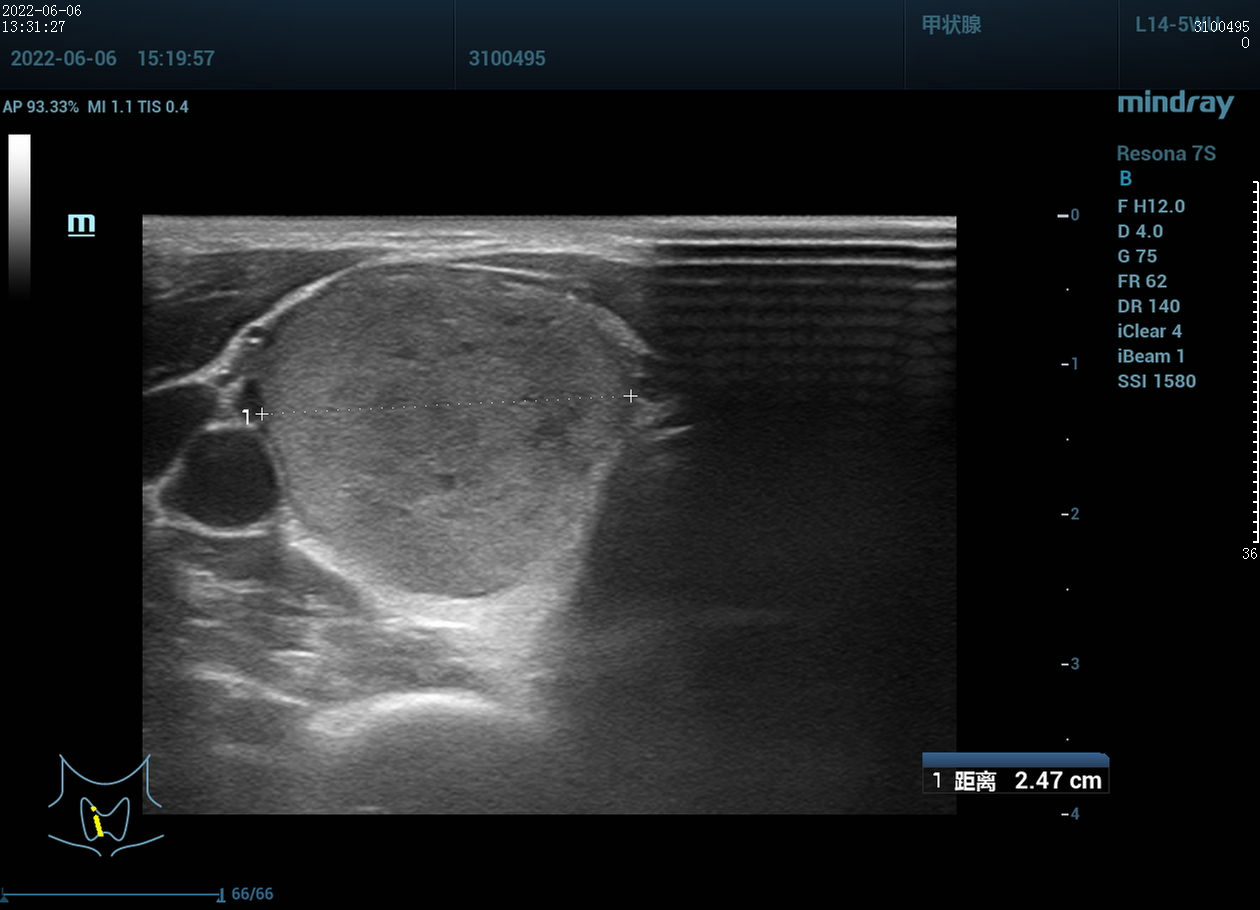 2022-06-06
13:31:27
2022-06-06 15:19:57
3100495
甲状腺
L14-5W
3100495
0
AP 93.33% MI 1.1 TIS 0.4
mindray
Resona 7S
B
F H12.0
D 4.0
G 75
FR 62
DR 140
iClear 4
iBeam 1
SSI 1580
m
0
1
2
3
4
1
36
1 距离 2.47 cm
66/66